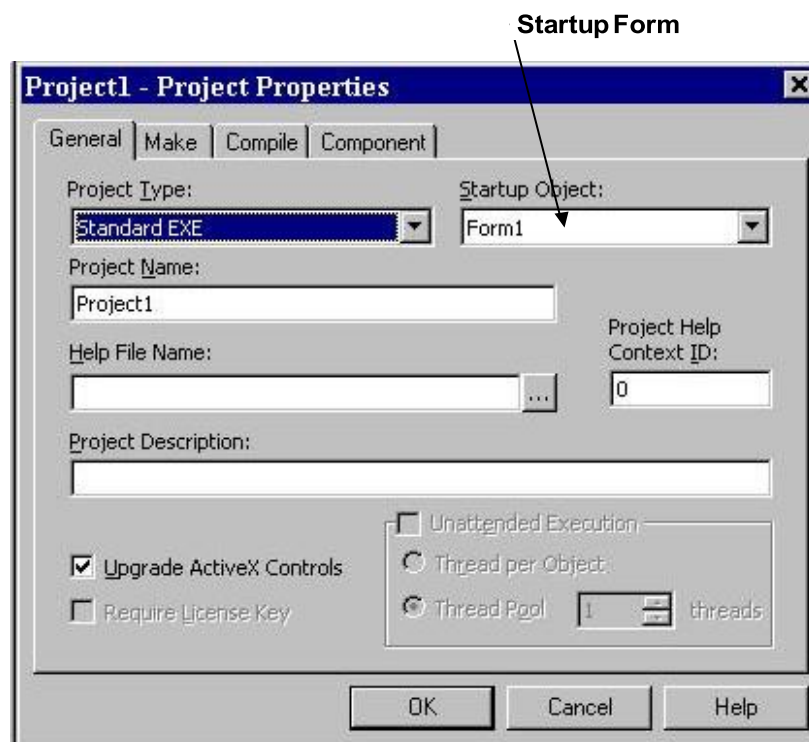 Startup Form
Project1 - Project Properties
General Make Compile Component
Project Type:
Startup Object:
Standard EXE
Form1
Project Name:
Project1
Project Help
Context ID:
Help File Name:
...
0
Project Description:
Unattended Execution
Upgrade ActiveX Controls
Thread per Object
Require License Key
Thread Pool 1 threads
OK Cancel Help